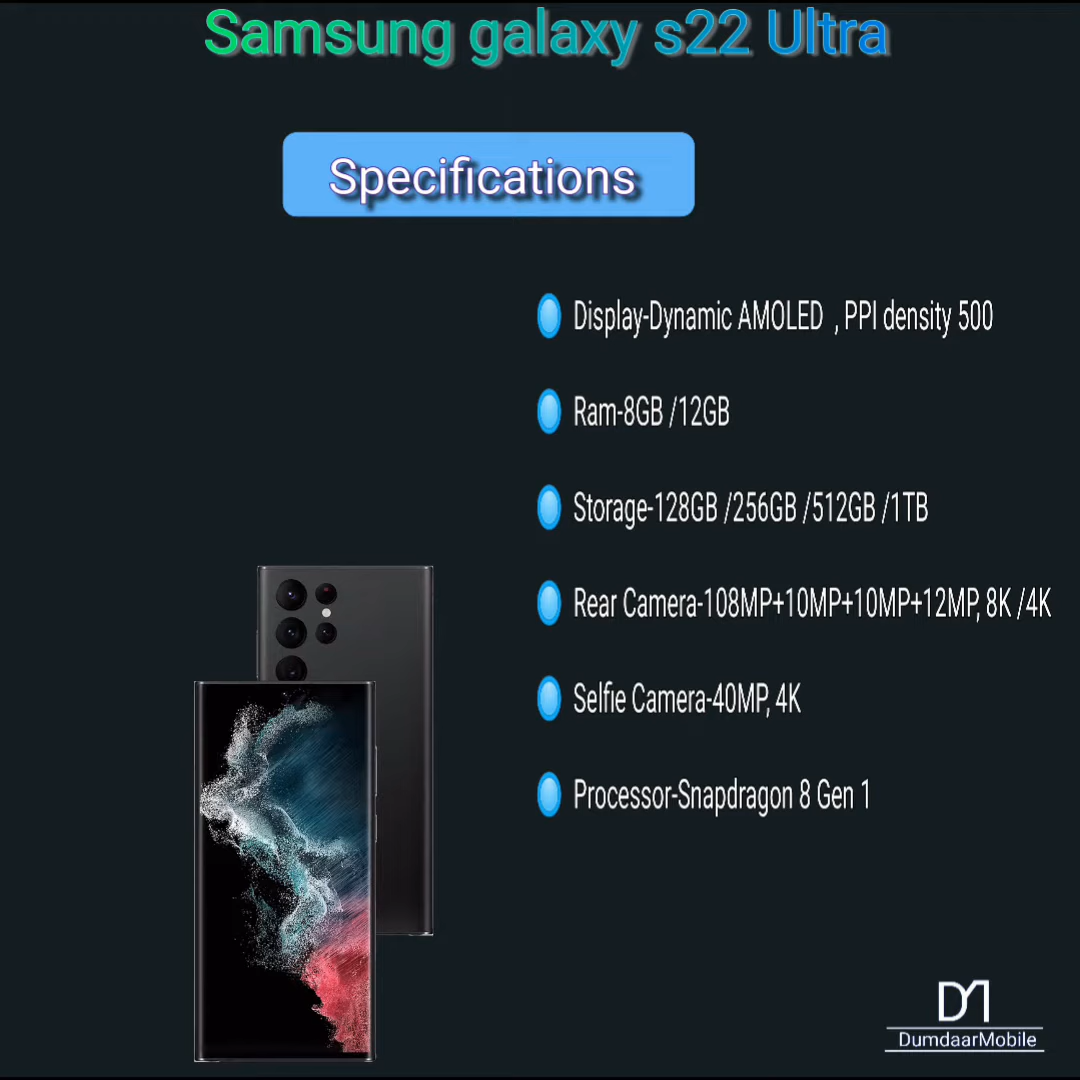 Samsung galaxy s22 Ultra
Specifications
Display-Dynamic AMOLED , PPI density 500
Ram-8GB /12GB
Storage-128GB /256GB /512GB /1TB
Rear Camera-108MP+10MP+10MP+12MP, 8K /4K
Selfie Camera-40MP, 4K
Processor-Snapdragon 8 Gen 1
DM
DumdaarMobile